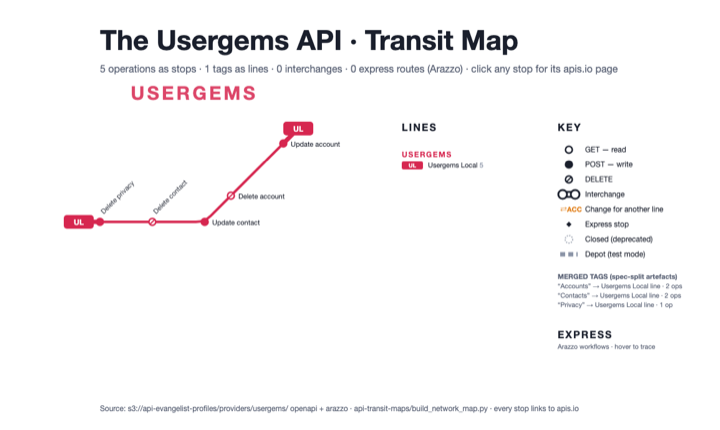 The Usergems API · Transit Map
5 operations as stops · 1 tags as lines · 0 interchanges · 0 express routes (Arazzo) · click any stop for its apis.io page
USERGEMS
UL
Update account
Delete privacy
Delete contact
Delete account
UL
Update contact
LINES
USERGEMS
UL Usergems Local 5
KEY
GET — read
POST — write
DELETE
Interchange
⇄ACC Change for another line
Express stop
Closed (deprecated)
Depot (test mode)
MERGED TAGS (spec-split artefacts)
"Accounts" → Usergems Local line · 2 ops
"Contacts" → Usergems Local line · 2 ops
"Privacy" → Usergems Local line · 1 op
EXPRESS
Arazzo workflows · hover to trace
Source: s3://api-evangelist-profiles/providers/usergems/ openapi + arazzo · api-transit-maps/build_network_map.py · every stop links to apis.io